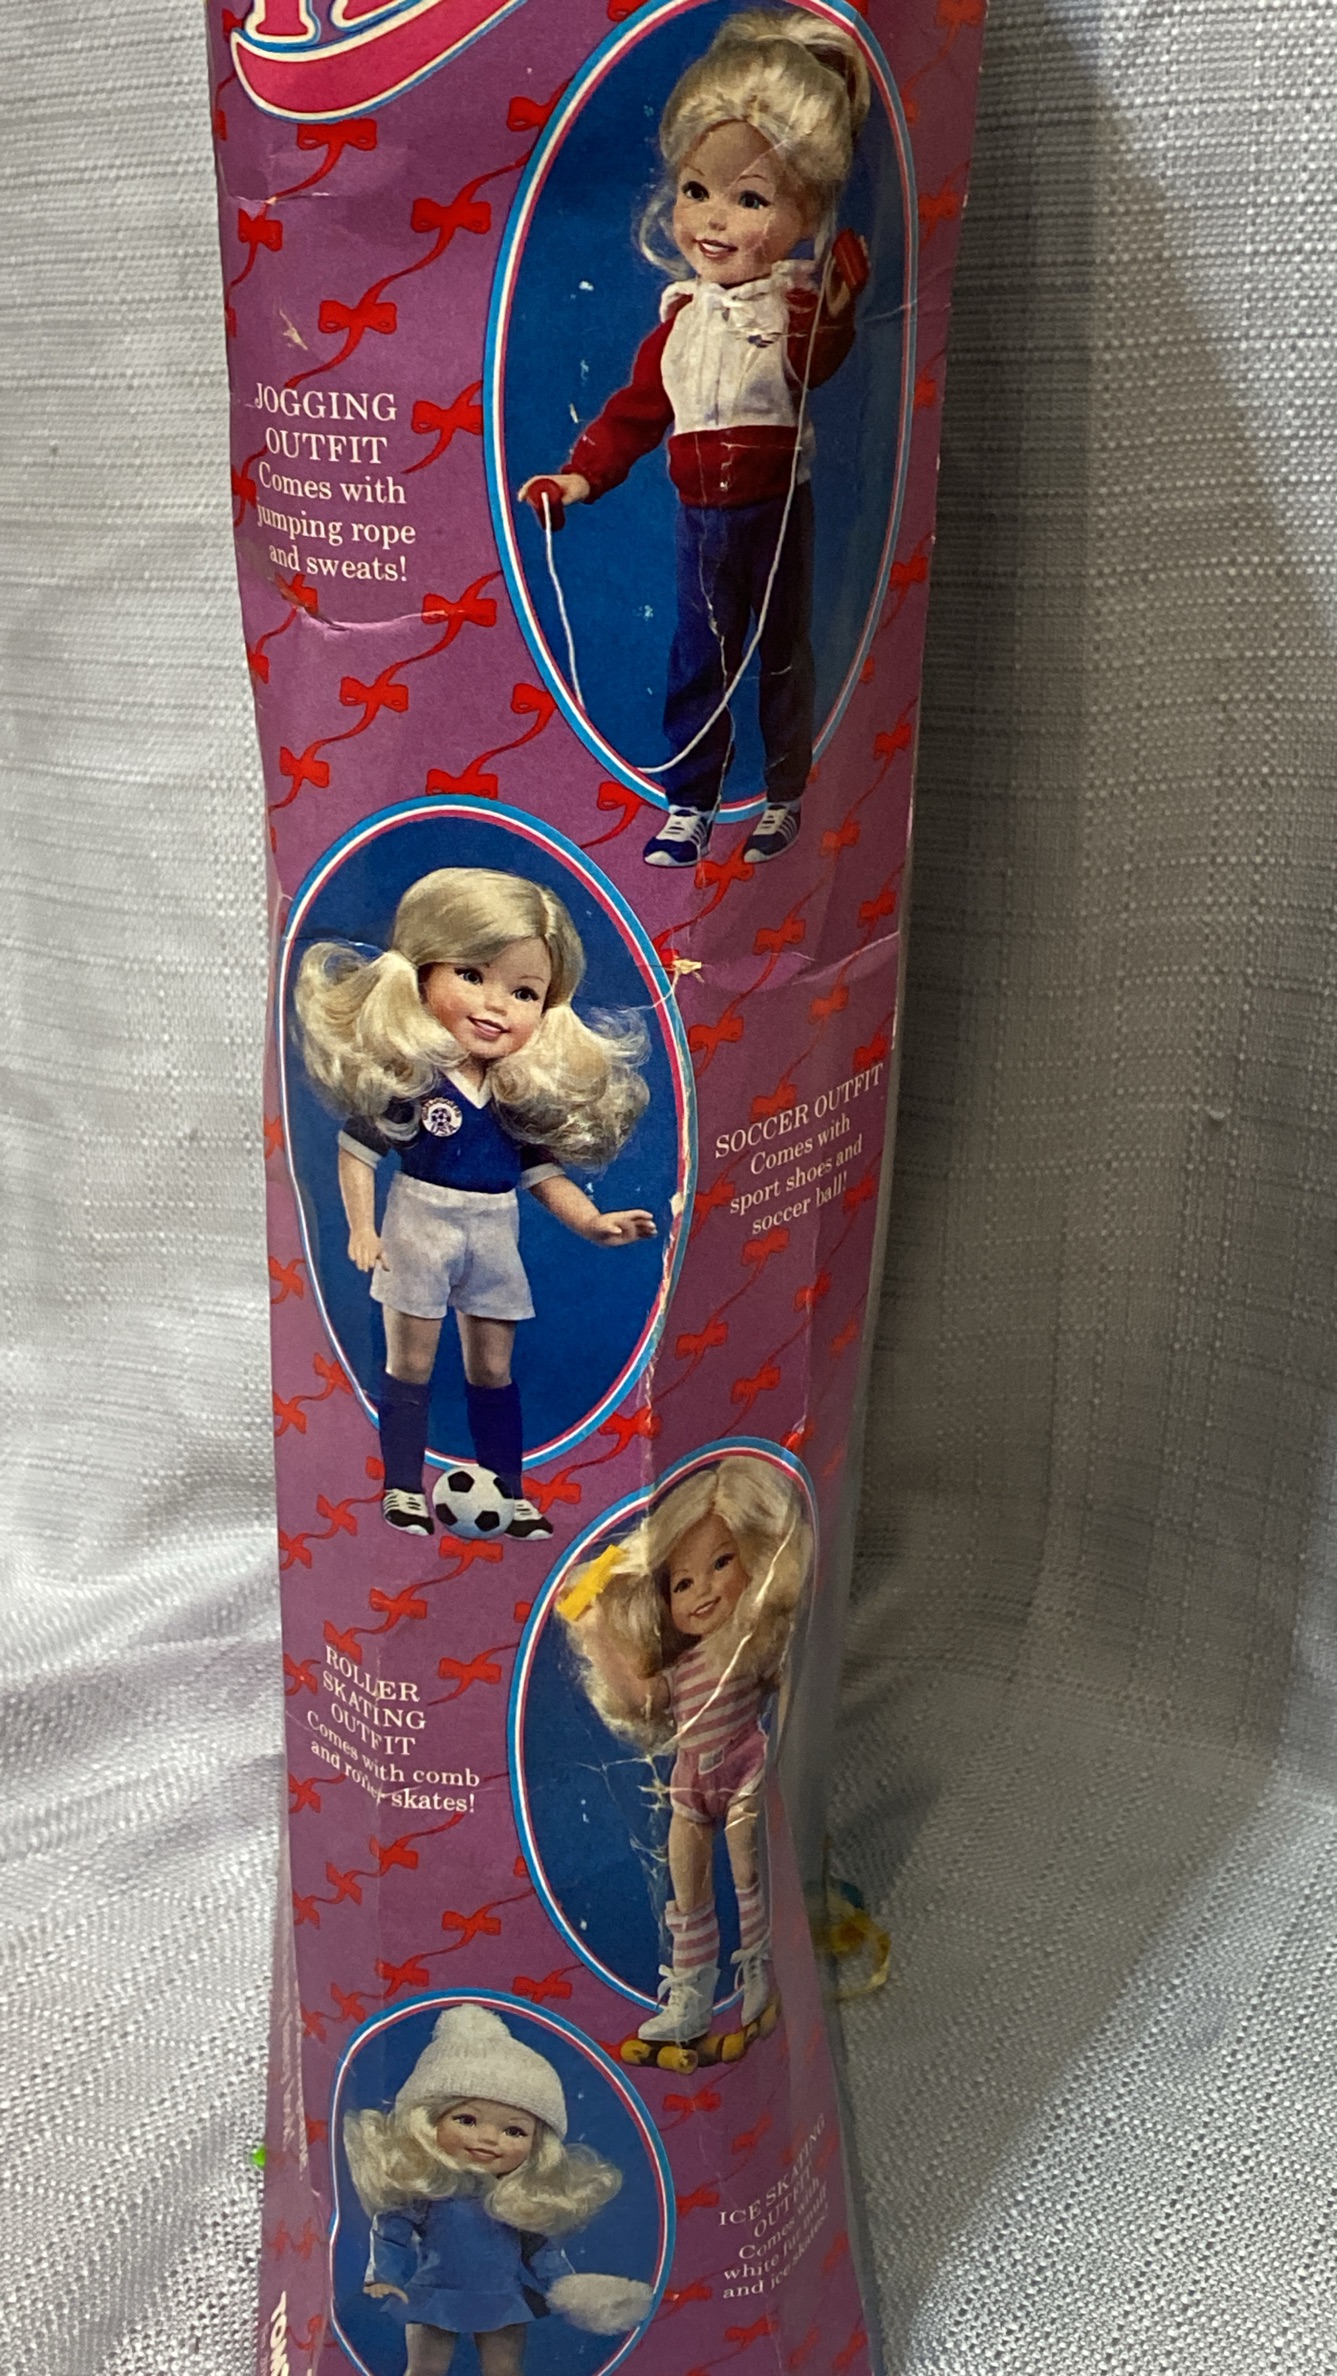 JOGGING
OUTFIT
Comes with
jumping rope
and sweats!
SOCCER OUTFIT
Comes with
sport shoes and
soccer ball!
ROLLER
SKATING
OUTFIT
Comes with comb
and roller skates!
ICE SKATING
OUTFIT
Comes with
white fur muff
and ice skates!